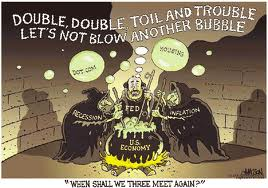 DOUBLE, DOUBLE TOIL AND TROUBLE
LET'S NOT BLOW ANOTHER BUBBLE
DOT.COM
HOUSING
RECESSION
FED
INFLATION
U.S.
ECONOMY
"WHEN SHALL WE THREE MEET AGAIN?"